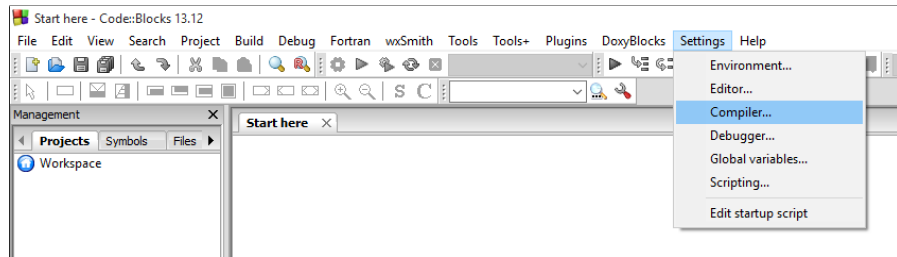 Start here - Code::Blocks 13.12
File Edit View Search Project Build Debug Fortran wxSmith Tools Tools+ Plugins DoxyBlocks Settings Help
Environment...
Editor...
S C
Management
Start here
Compiler...
Projects Symbols Files
Debugger...
Workspace
Global variables...
Scripting...
Edit startup script